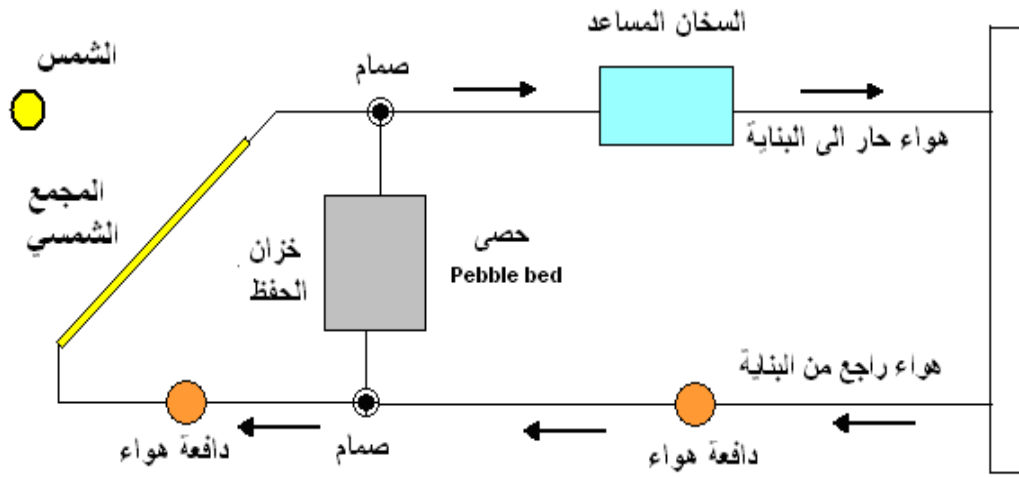 السخان المساعد
الشمس
صمام
هواء حار الى البناية
المجمع
الشمسي
خزان
الحفظ
حصى
Pebble bed
هواء راجع من البناية
دافعة هواء
صمام
دافعة هواء